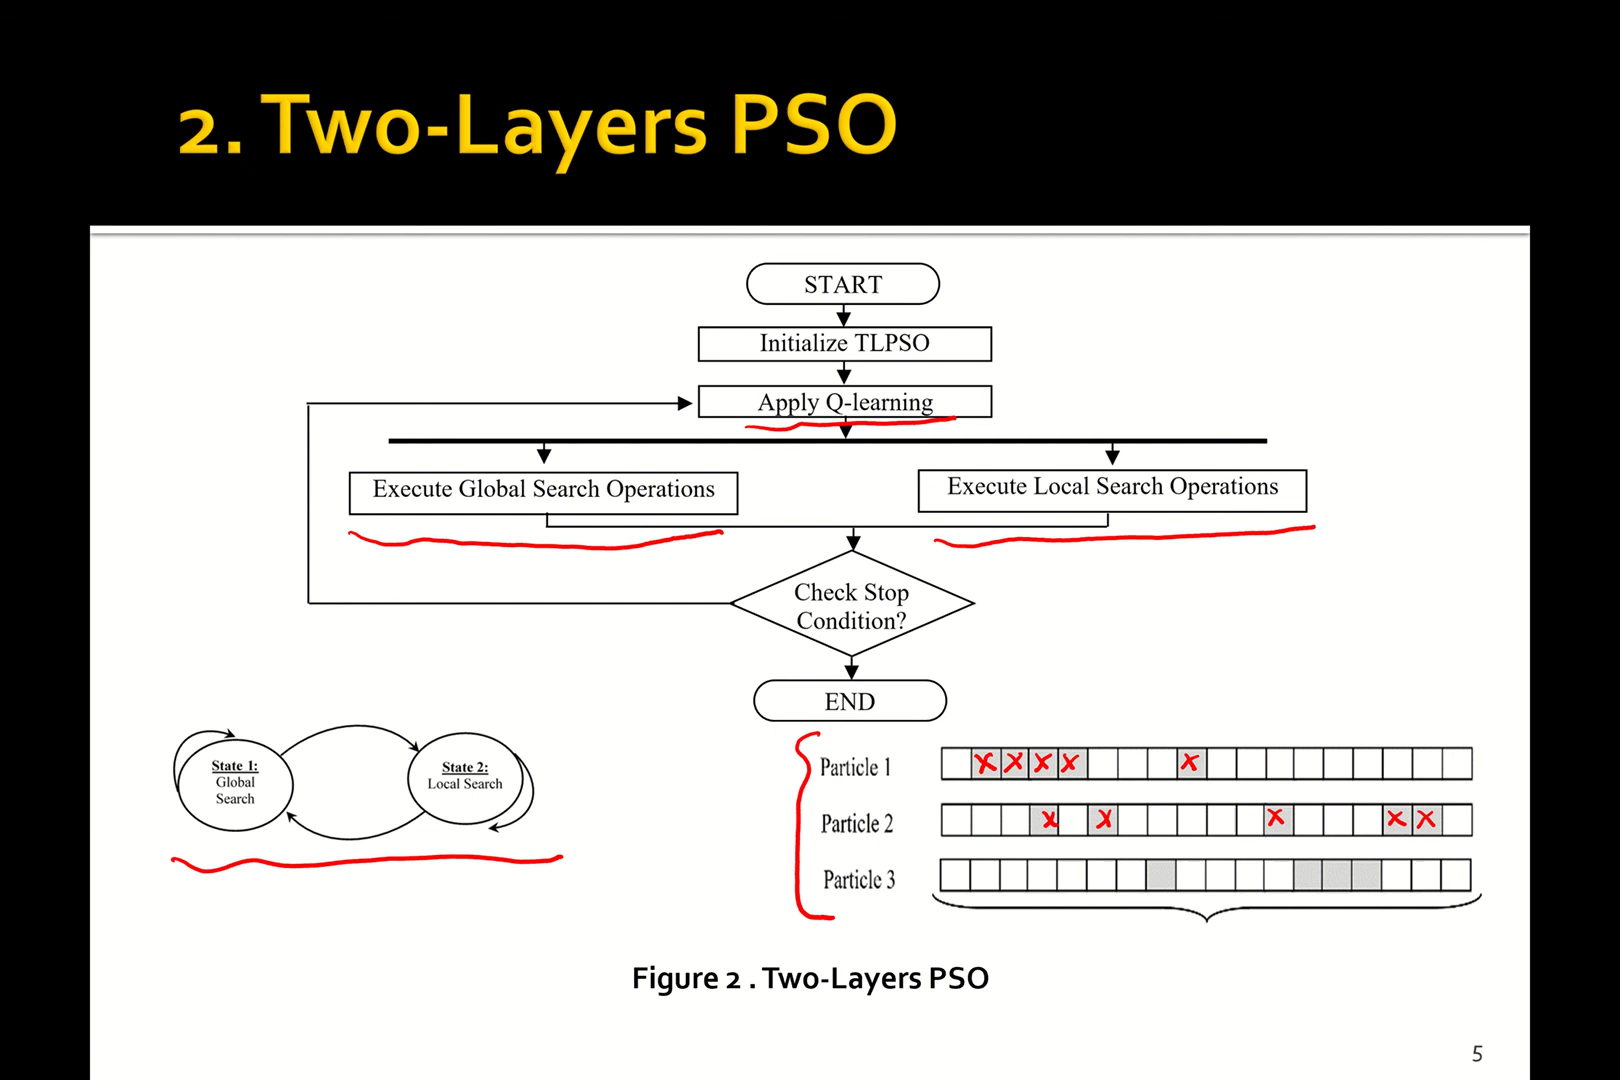 2. Two-Layers PSO
START
Initialize TLPSO
Apply Q-learning
Execute Global Search Operations
Execute Local Search Operations
Check Stop
Condition?
END
State 1:
Global
Search
State 2:
Local Search
Particle 1
X X X X X
Particle 2
X X X X X
Particle 3
Figure 2 . Two-Layers PSO
5